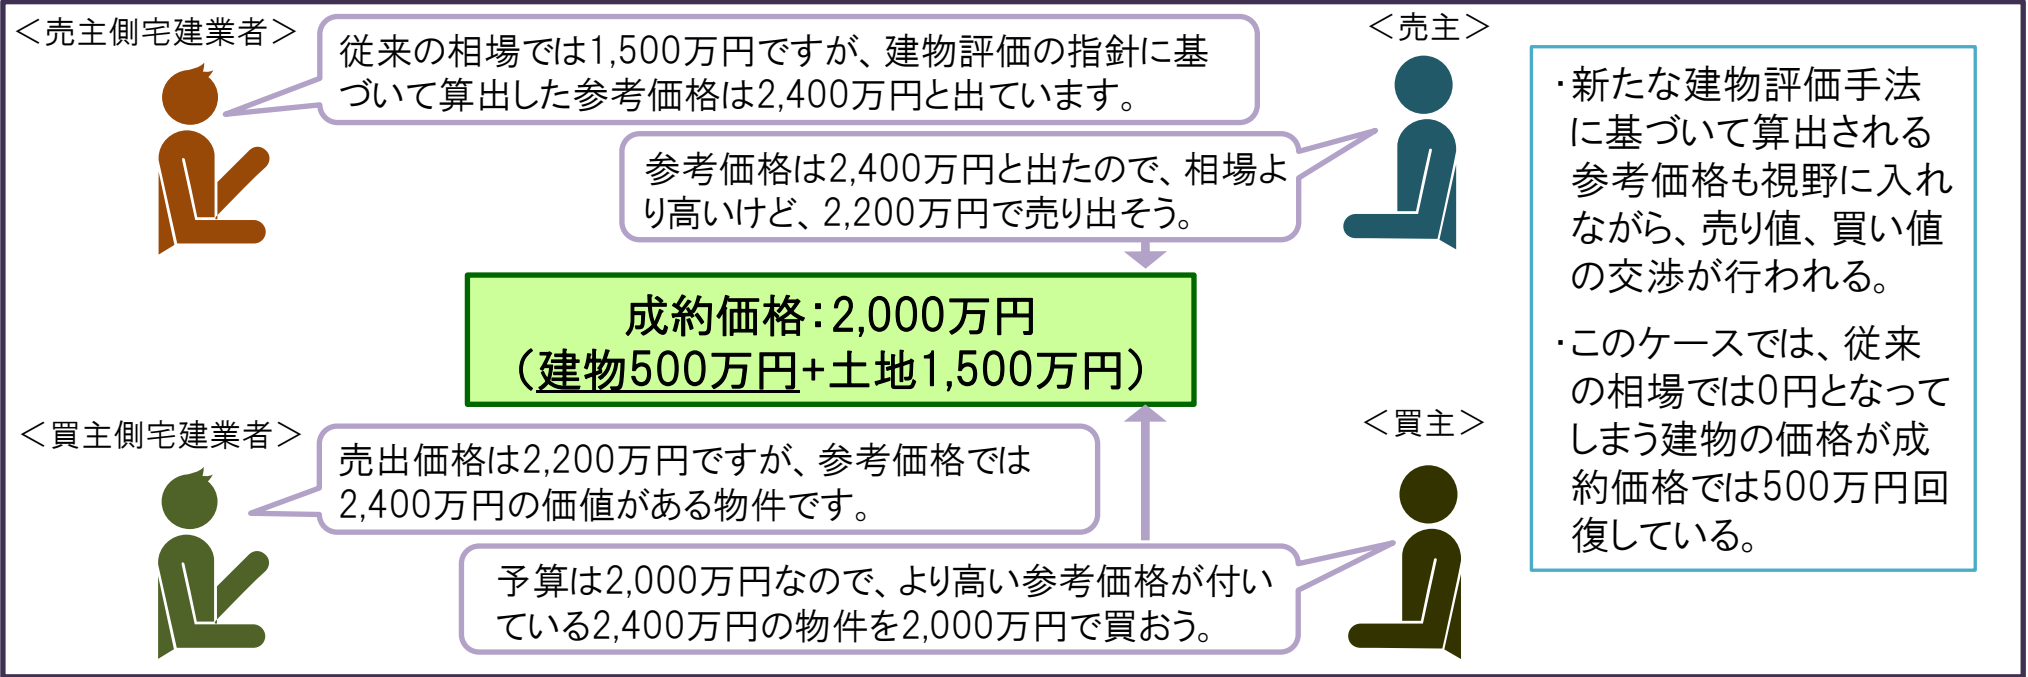 ＜売主側宅建業者＞
従来の相場では1,500万円ですが、建物評価の指針に基
づいて算出した参考価格は2,400万円と出ています。
＜売主＞
参考価格は2,400万円と出たので、相場よ
り高いけど、2,200万円で売り出そう。
成約価格：2,000万円
（建物500万円+土地1,500万円）
＜買主側宅建業者＞
売出価格は2,200万円ですが、参考価格では
2,400万円の価値がある物件です。
＜買主＞
予算は2,000万円なので、より高い参考価格が付い
ている2,400万円の物件を2,000万円で買おう。
・新たな建物評価手法
に基づいて算出される
参考価格も視野に入れ
ながら、売り値、買い値
の交渉が行われる。
・このケースでは、従来
の相場では0円となって
しまう建物の価格が成
約価格では500万円回
復している。